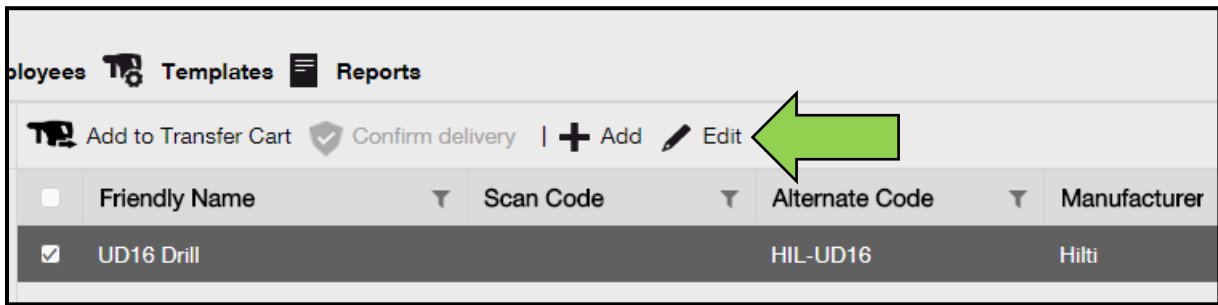 ployees Templates Reports
Add to Transfer Cart Confirm delivery | Add Edit
Friendly Name Scan Code Alternate Code Manufacturer
UD16 Drill HIL-UD16 Hilti